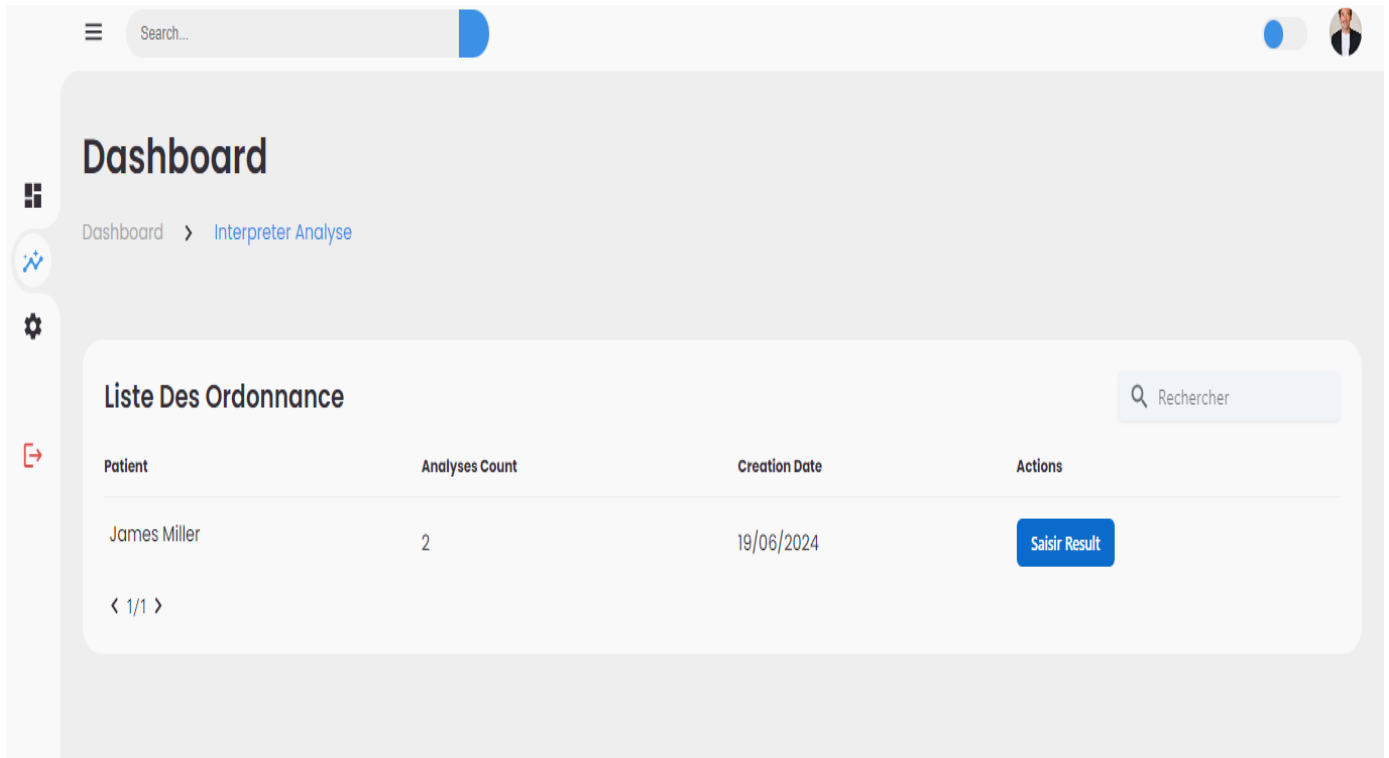 Search...
Dashboard
Dashboard > Interpreter Analyse
Liste Des Ordonnance
Rechercher
Patient Analyses Count Creation Date Actions
James Miller 2 19/06/2024 Saisir Result
< 1/1 >